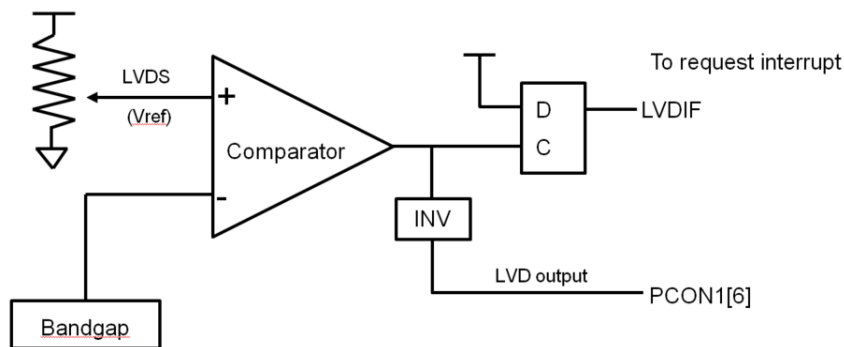 LVDS
(Vref)
+
-
Comparator
Bandgap
INV
LVD output
PCON1[6]
D
C
To request interrupt
LVDIF